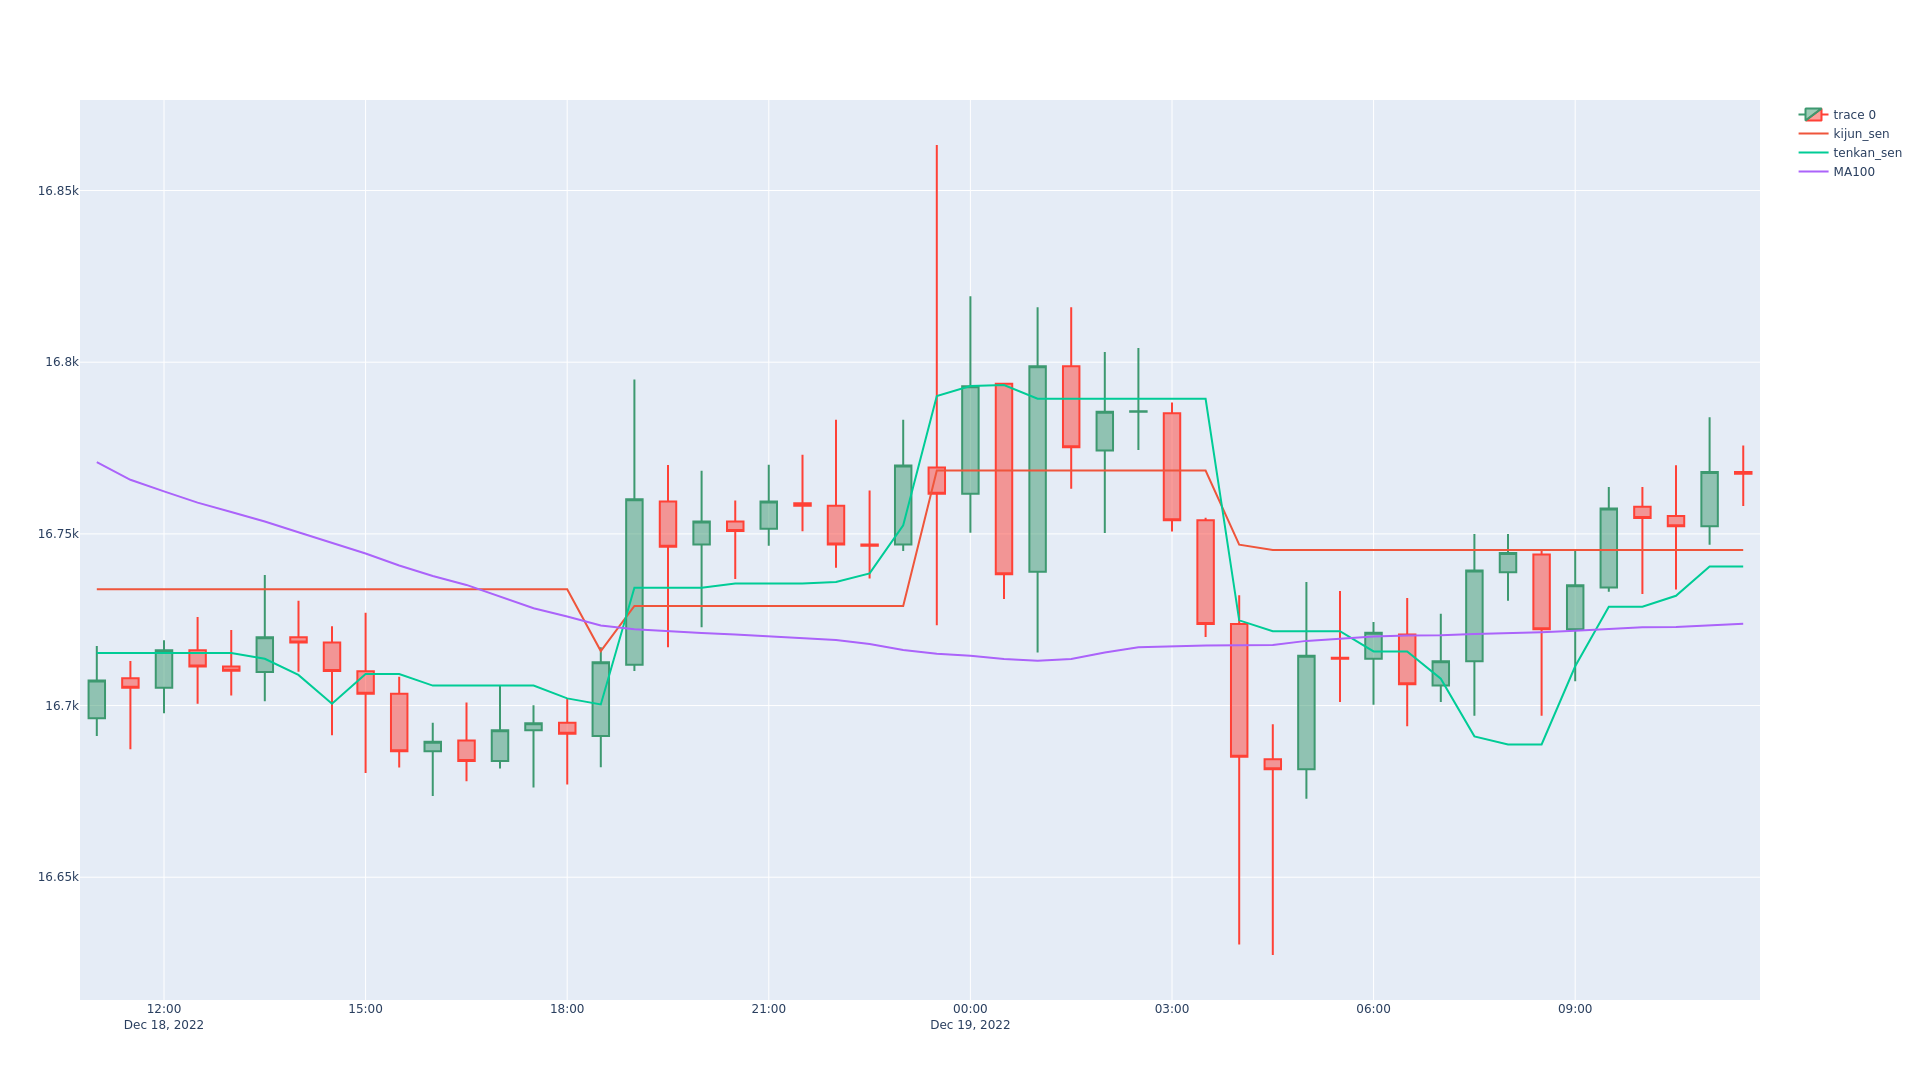 trace 0
kijun_sen
tenkan_sen
MA100
16.85k
16.8k
16.75k
16.7k
16.65k
12:00 15:00 18:00 21:00 00:00 03:00 06:00 09:00
Dec 18, 2022 Dec 19, 2022